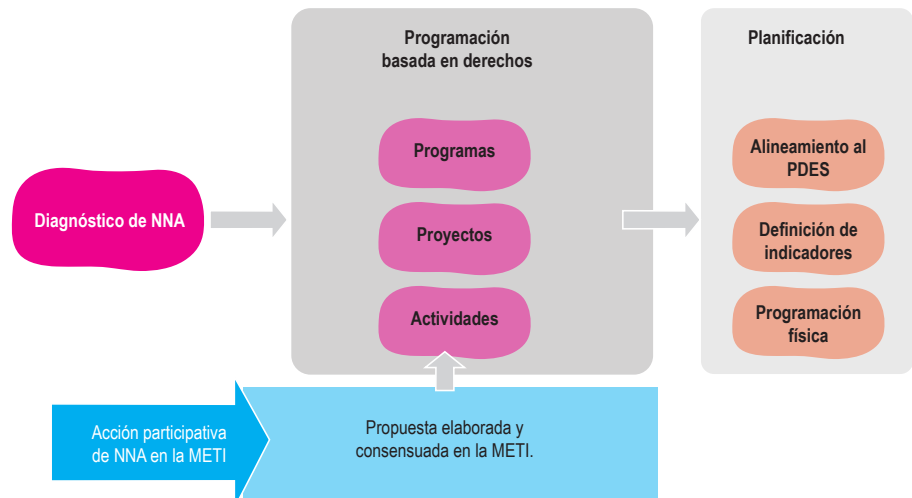 Programación
basada en derechos
Programas
Proyectos
Actividades
Planificación
Alineamiento al
PDES
Definición de
indicadores
Programación
física
Diagnóstico de NNA
Acción participativa
de NNA en la METI
Propuesta elaborada y
consensuada en la METI.